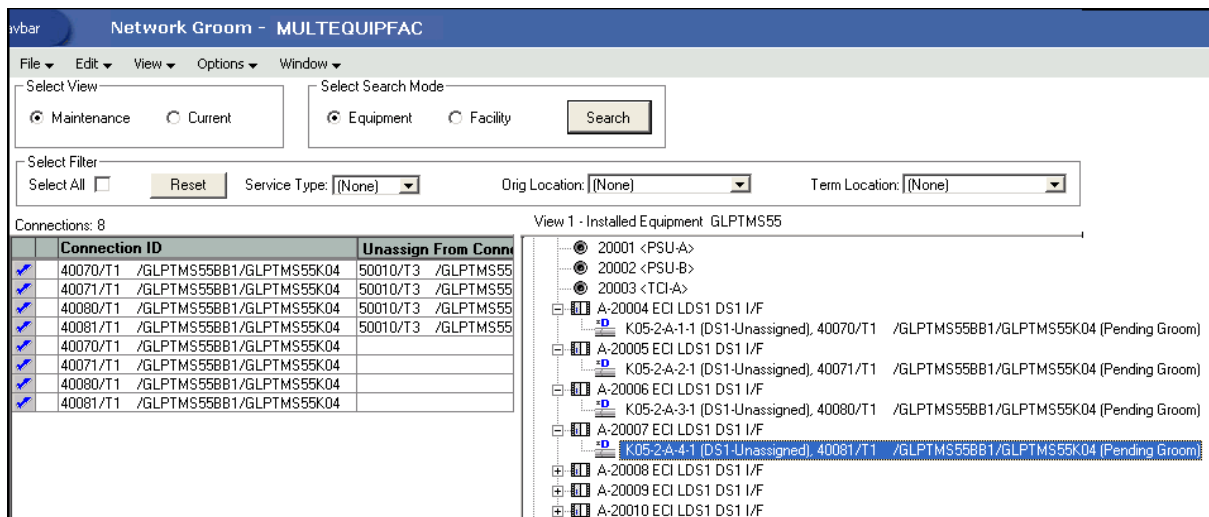 avbar Network Groom - MULTEQUIPFAC
File Edit View Options Window
Select View Select Search Mode
Maintenance Current Equipment Facility Search
Select Filter
Select All Reset Service Type: (None) Orig Location: (None) Term Location: (None)
Connections: 8
Connection ID Unassign From Conne
40070/T1 /GLPTMS55BB1/GLPTMS55K04 50010/T3 /GLPTMS55
40071/T1 /GLPTMS55BB1/GLPTMS55K04 50010/T3 /GLPTMS55
40080/T1 /GLPTMS55BB1/GLPTMS55K04 50010/T3 /GLPTMS55
40081/T1 /GLPTMS55BB1/GLPTMS55K04 50010/T3 /GLPTMS55
40070/T1 /GLPTMS55BB1/GLPTMS55K04
40071/T1 /GLPTMS55BB1/GLPTMS55K04
40080/T1 /GLPTMS55BB1/GLPTMS55K04
40081/T1 /GLPTMS55BB1/GLPTMS55K04
View 1 - Installed Equipment GLPTMS55
20001 <PSU-A>
20002 <PSU-B>
20003 <TCI-A>
A-20004 ECI LDS1 DS1 I/F
K05-2-A-1-1 (DS1-Unassigned), 40070/T1 /GLPTMS55BB1/GLPTMS55K04 (Pending Groom)
A-20005 ECI LDS1 DS1 I/F
K05-2-A-2-1 (DS1-Unassigned), 40071/T1 /GLPTMS55BB1/GLPTMS55K04 (Pending Groom)
A-20006 ECI LDS1 DS1 I/F
K05-2-A-3-1 (DS1-Unassigned), 40080/T1 /GLPTMS55BB1/GLPTMS55K04 (Pending Groom)
A-20007 ECI LDS1 DS1 I/F
K05-2-A-4-1 (DS1-Unassigned), 40081/T1 /GLPTMS55BB1/GLPTMS55K04 (Pending Groom)
A-20008 ECI LDS1 DS1 I/F
A-20009 ECI LDS1 DS1 I/F
A-20010 ECI LDS1 DS1 I/F